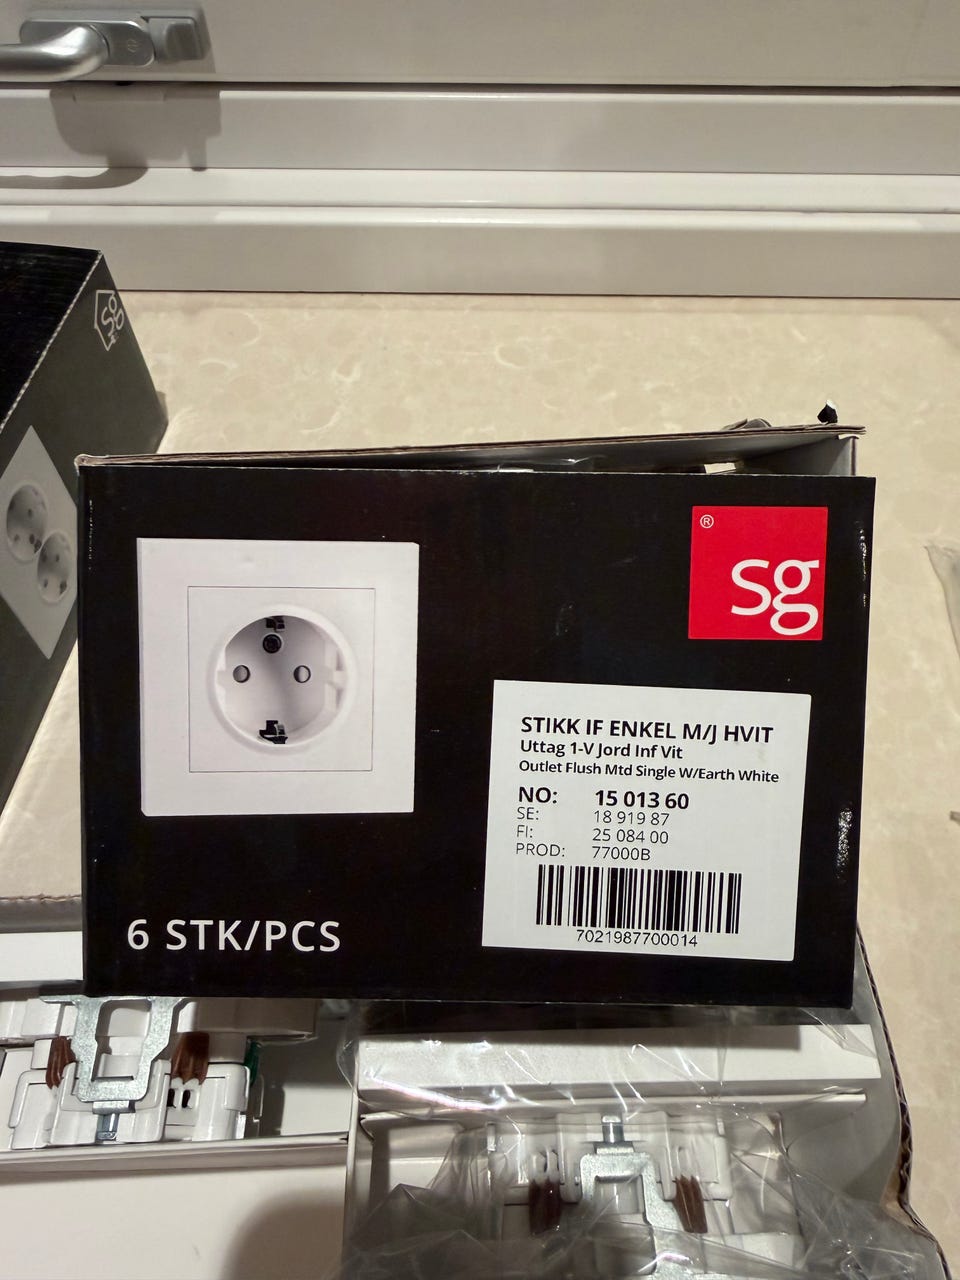 sg
®
sg
STIKK IF ENKEL M/J HVIT
Uttag 1-V Jord Inf Vit
Outlet Flush Mtd Single W/Earth White
NO: 15 013 60
SE: 18 919 87
FI: 25 084 00
PROD: 77000B
7021987700014
6 STK/PCS